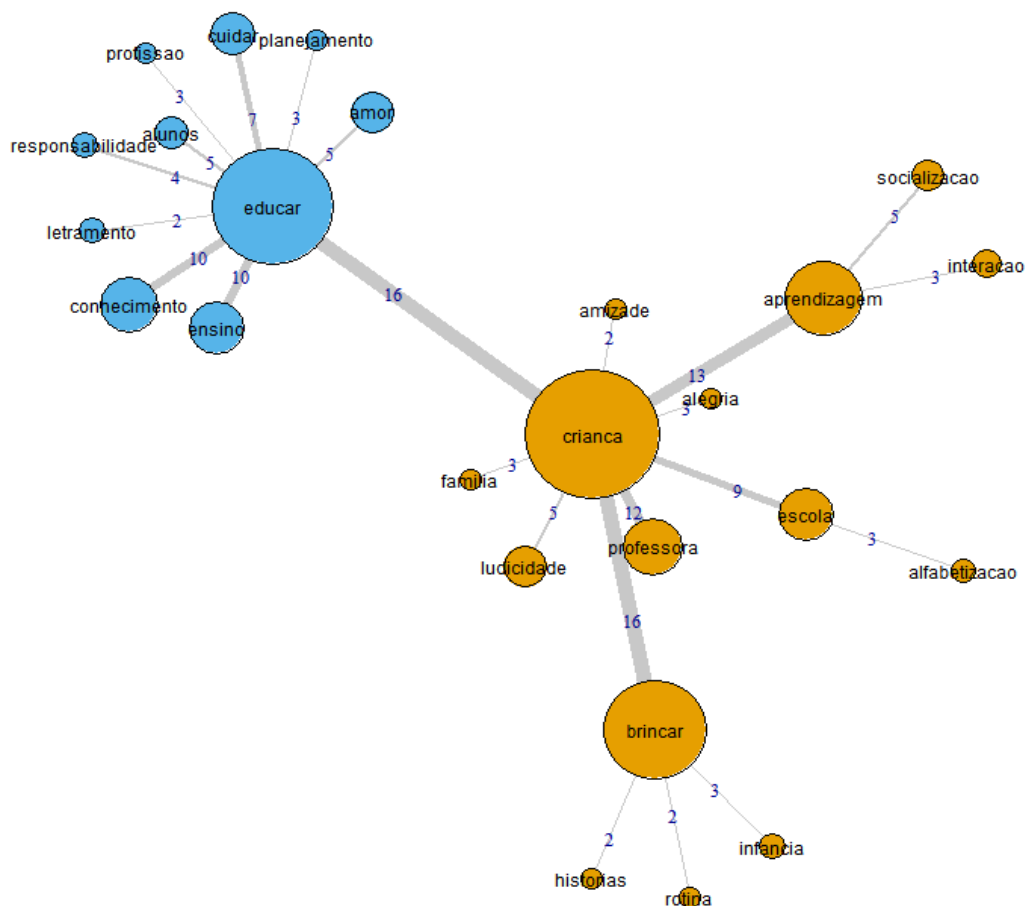 cuidar
planejamento
profissao
3
7
3
amor
alunos
responsabilidade
5
5
4
educar
letramento
2
10
10
conhecimento
ensino
16
socializacao
5
interacao
3
aprendizagem
amizade
2
13
alegria
3
crianca
familia
3
9
5
12
escola
professora
3
ludicidade
alfabetizacao
16
brincar
3
2
2
infancia
historias
rotina